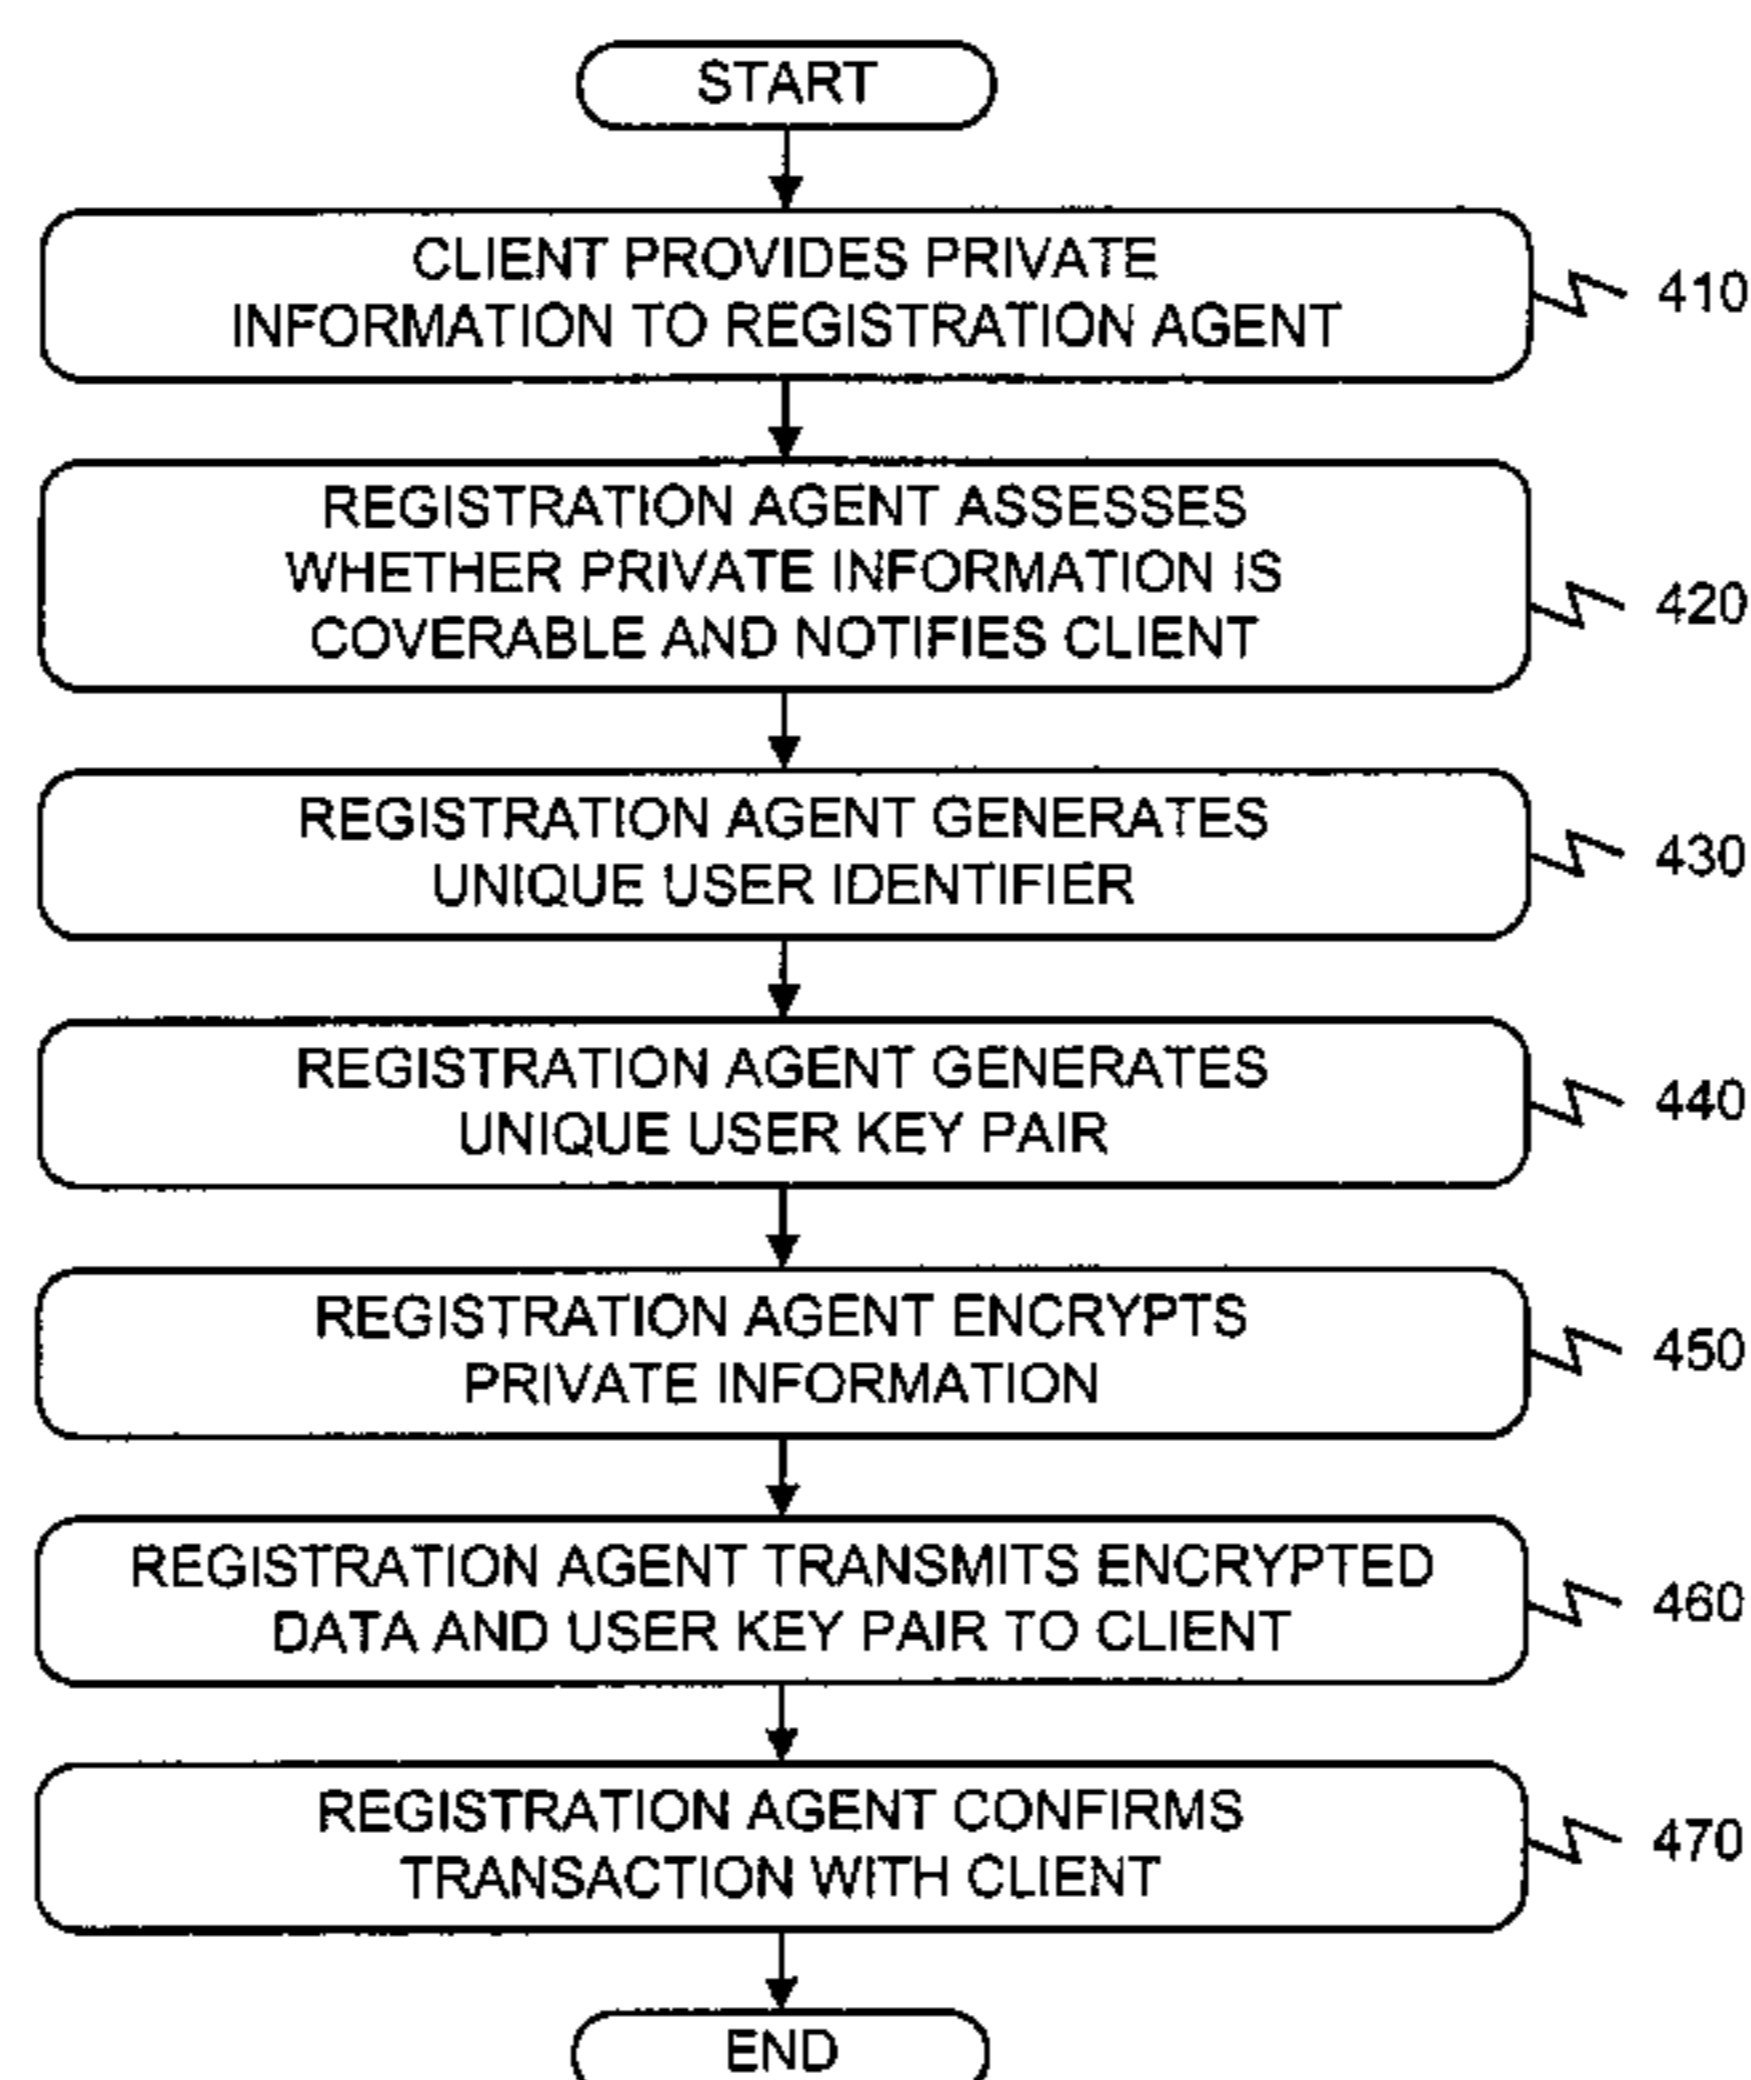 START
CLIENT PROVIDES PRIVATE
INFORMATION TO REGISTRATION AGENT
410
REGISTRATION AGENT ASSESSES
WHETHER PRIVATE INFORMATION IS
COVERABLE AND NOTIFIES CLIENT
420
REGISTRATION AGENT GENERATES
UNIQUE USER IDENTIFIER
430
REGISTRATION AGENT GENERATES
UNIQUE USER KEY PAIR
440
REGISTRATION AGENT ENCRYPTS
PRIVATE INFORMATION
450
REGISTRATION AGENT TRANSMITS ENCRYPTED
DATA AND USER KEY PAIR TO CLIENT
460
REGISTRATION AGENT CONFIRMS
TRANSACTION WITH CLIENT
470
END